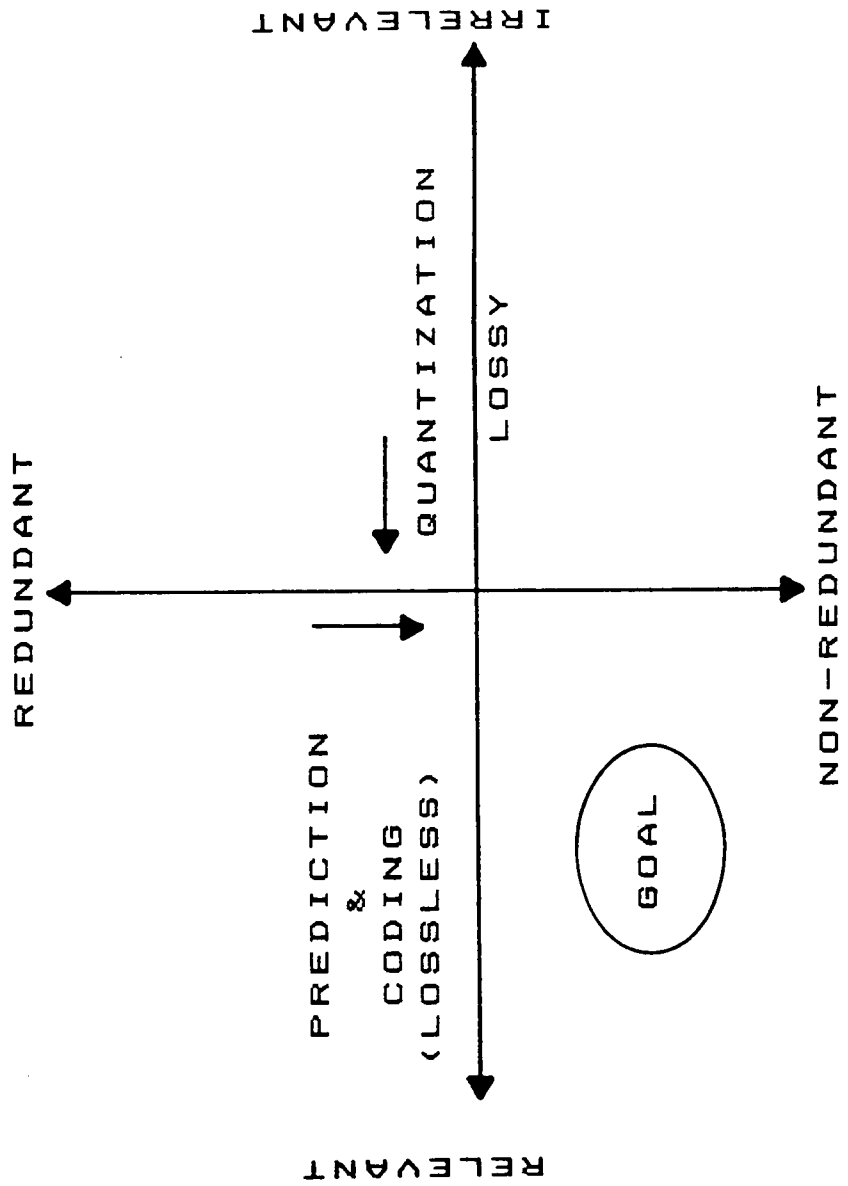 REDUNDANT
PREDICTION
&
CODING
(LOSSLESS)
QUANTIZATION
LOSSY
RELEVANT
IRRELEVANT
GOAL
NON-REDUNDANT